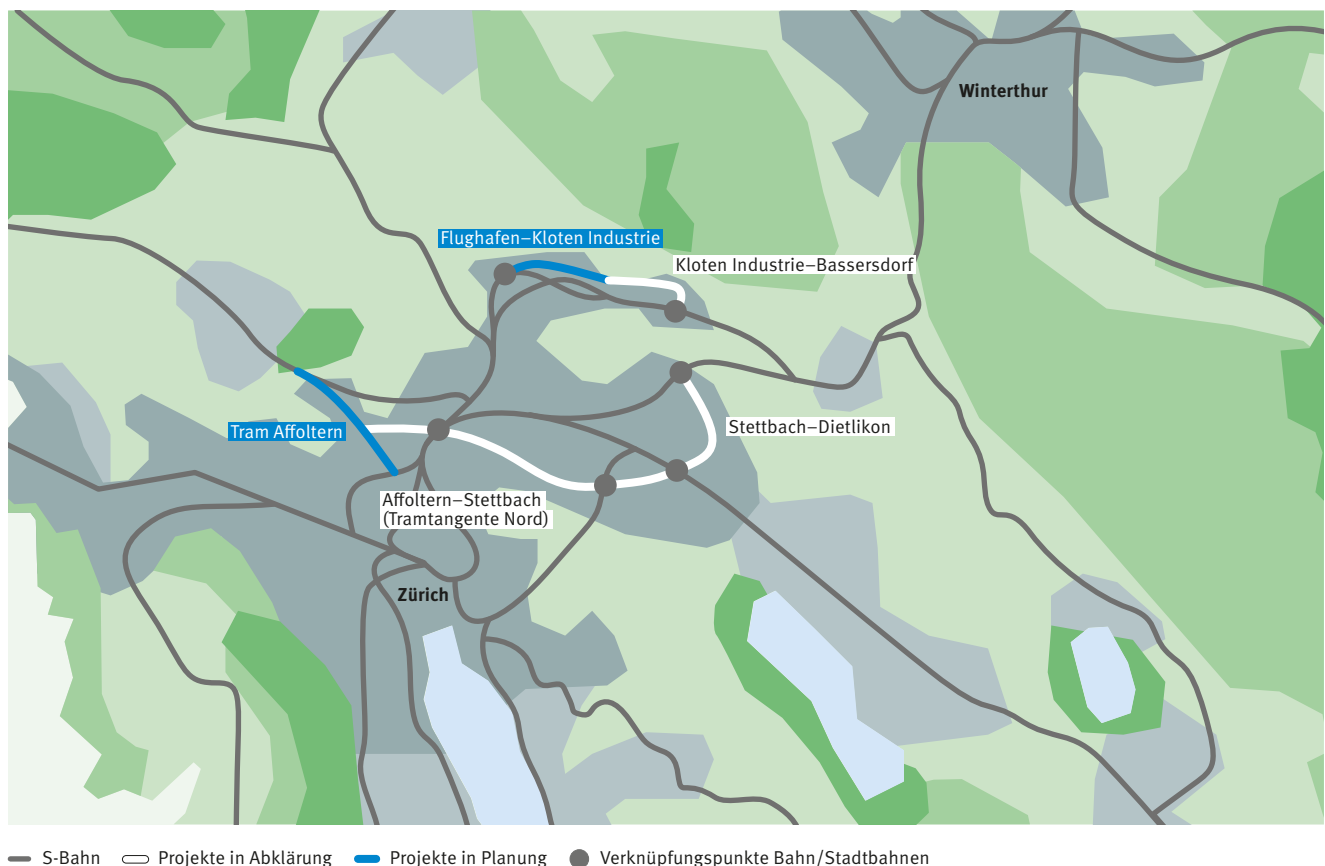 Winterthur
Flughafen–Kloten Industrie
Kloten Industrie–Bassersdorf
Tram Affoltern
Stettbach–Dietlikon
Affoltern–Stettbach
(Tramtangente Nord)
Zürich
S-Bahn
Projekte in Abklärung
Projekte in Planung
Verknüpfungspunkte Bahn/Stadtbahnen